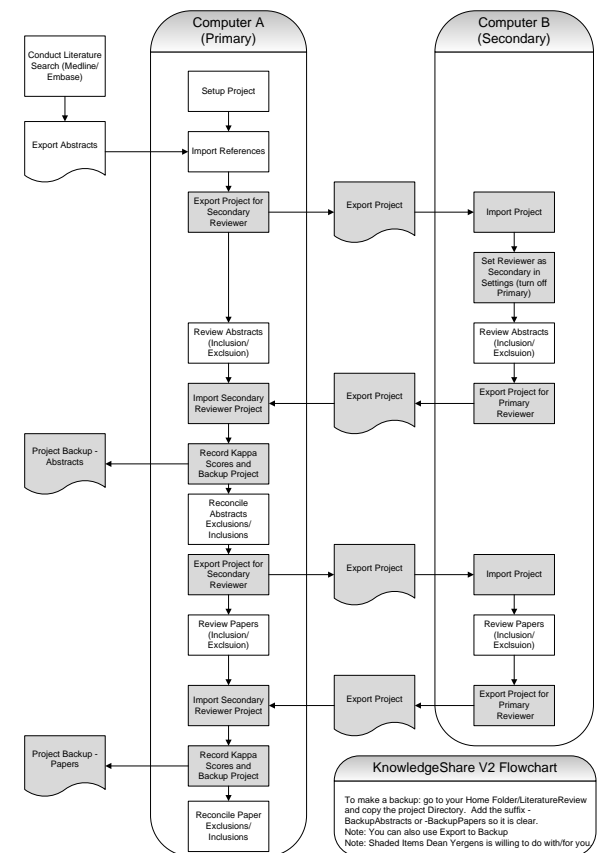 Computer A
(Primary)
Computer B
(Secondary)
Conduct Literature
Search (Medline/
Embase)
Setup Project
Export Abstracts
Import References
Export Project for
Secondary
Reviewer
Export Project
Import Project
Set Reviewer as
Secondary in
Settings (turn off
Primary)
Review Abstracts
(Inclusion/
Exclsuion)
Review Abstracts
(Inclusion/
Exclsuion)
Import Secondary
Reviewer Project
Export Project
Export Project for
Primary
Reviewer
Project Backup -
Abstracts
Record Kappa
Scores and
Backup Project
Reconcile
Abstracts
Exclusions/
Inclusions
Export Project for
Secondary
Reviewer
Export Project
Import Project
Review Papers
(Inclusion/
Exclsuion)
Review Papers
(Inclusion/
Exclsuion)
Import Secondary
Reviewer Project
Export Project
Export Project for
Primary
Reviewer
Project Backup -
Papers
Record Kappa
Scores and
Backup Project
Reconcile Paper
Exclusions/
Inclusions
KnowledgeShare V2 Flowchart
To make a backup: go to your Home Folder/LiteratureReview
and copy the project Directory. Add the suffix -
BackupAbstracts or -BackupPapers so it is clear.
Note: You can also use Export to Backup
Note: Shaded Items Dean Yergens is willing to do with/for you.